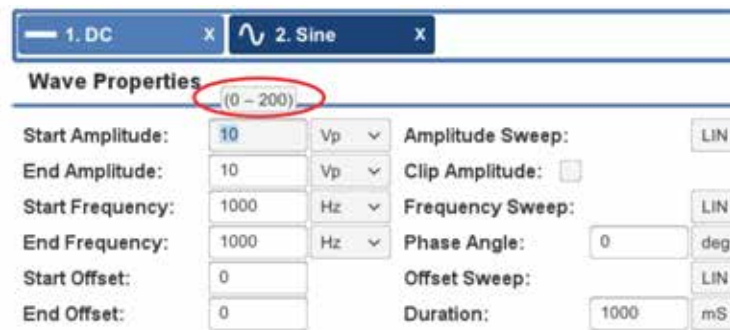 1. DC X 2. Sine X
Wave Properties
(0 – 200)
Start Amplitude: 10 Vp Amplitude Sweep: LIN
End Amplitude: 10 Vp Clip Amplitude:
Start Frequency: 1000 Hz Frequency Sweep: LIN
End Frequency: 1000 Hz Phase Angle: 0 deg
Start Offset: 0 Offset Sweep: LIN
End Offset: 0 Duration: 1000 mS